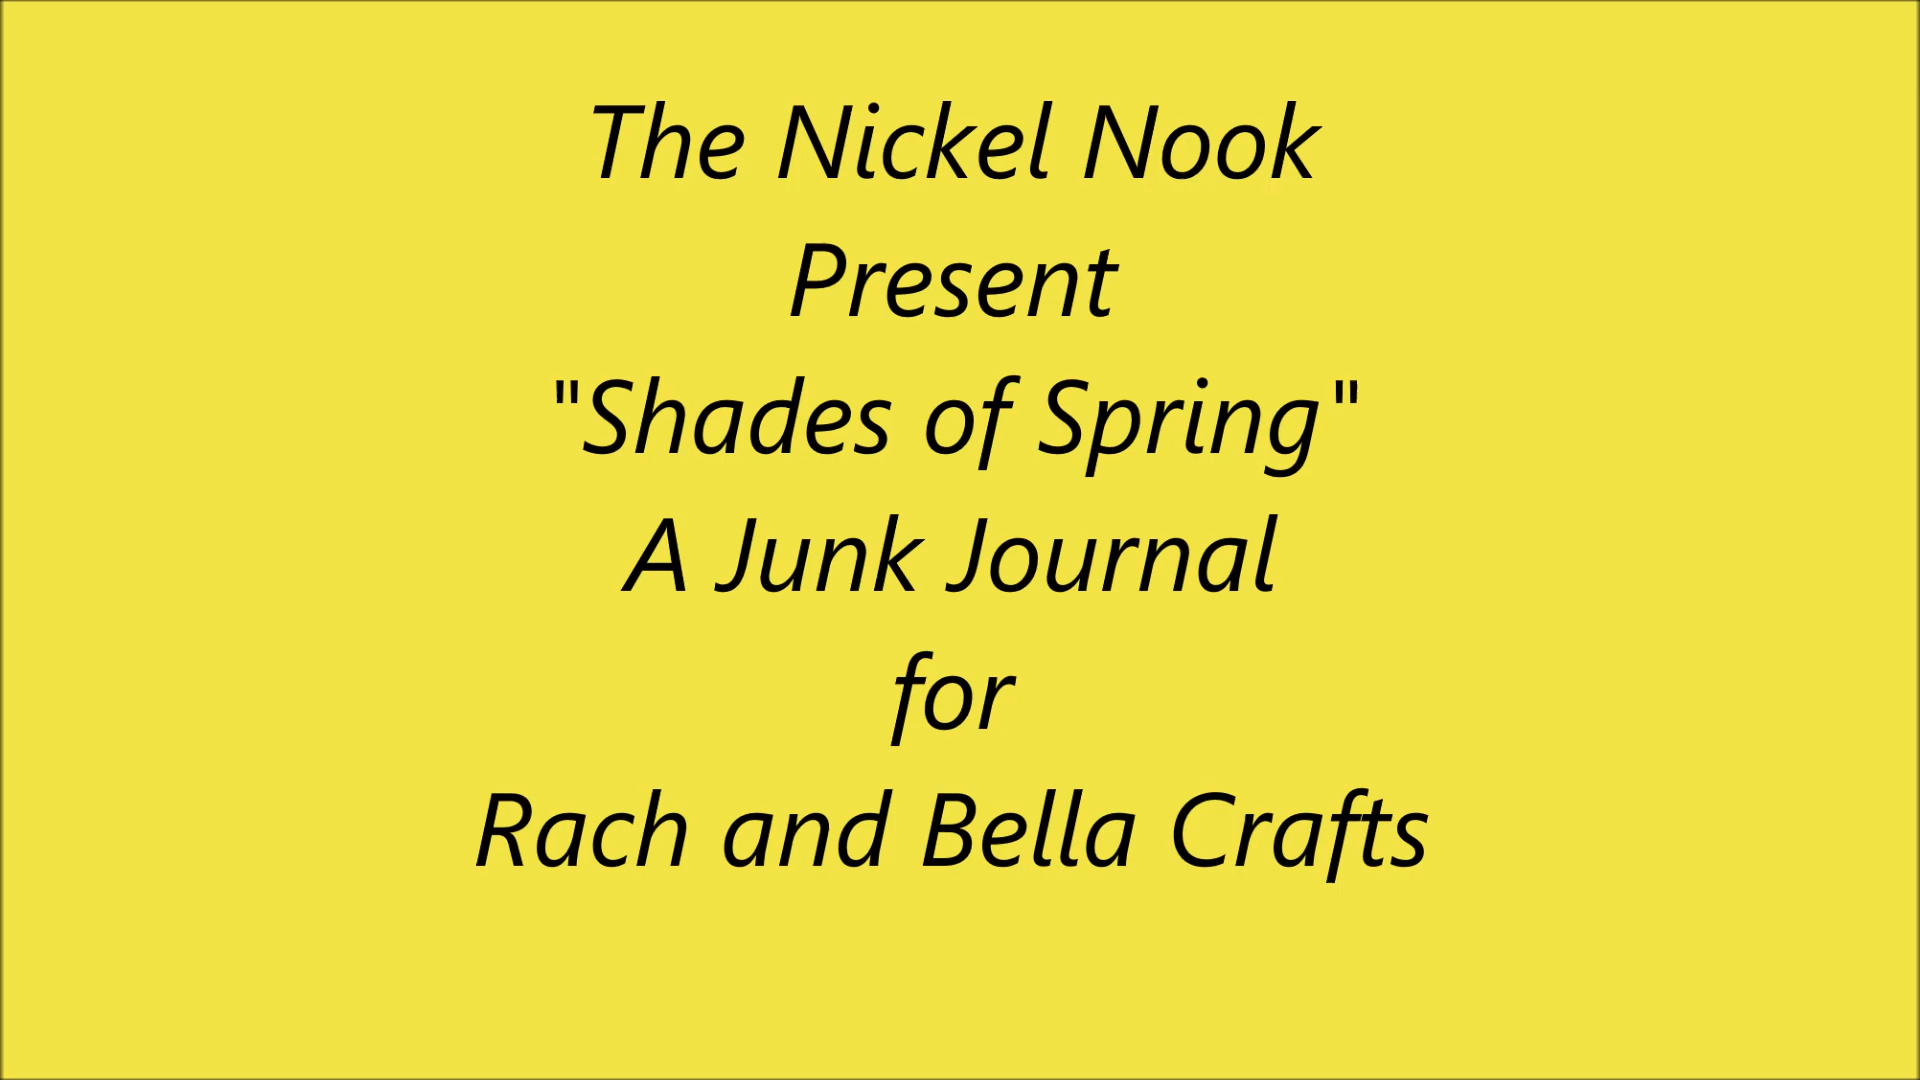 The Nickel Nook
Present
"Shades of Spring"
A Junk Journal
for
Rach and Bella Crafts